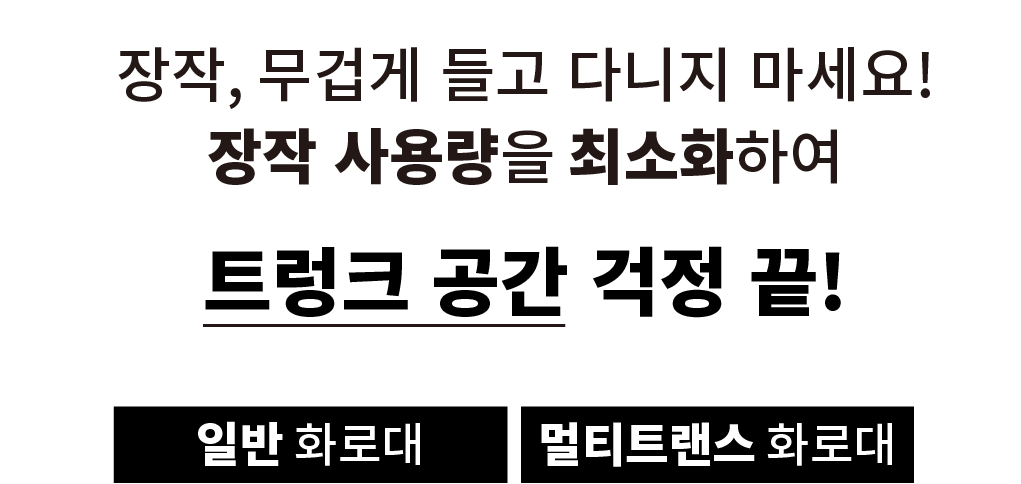 장작, 무겁게 들고 다니지 마세요!
장작 사용량을 최소화하여
트렁크 공간 걱정 끝!
일반 화로대
멀티트랜스 화로대